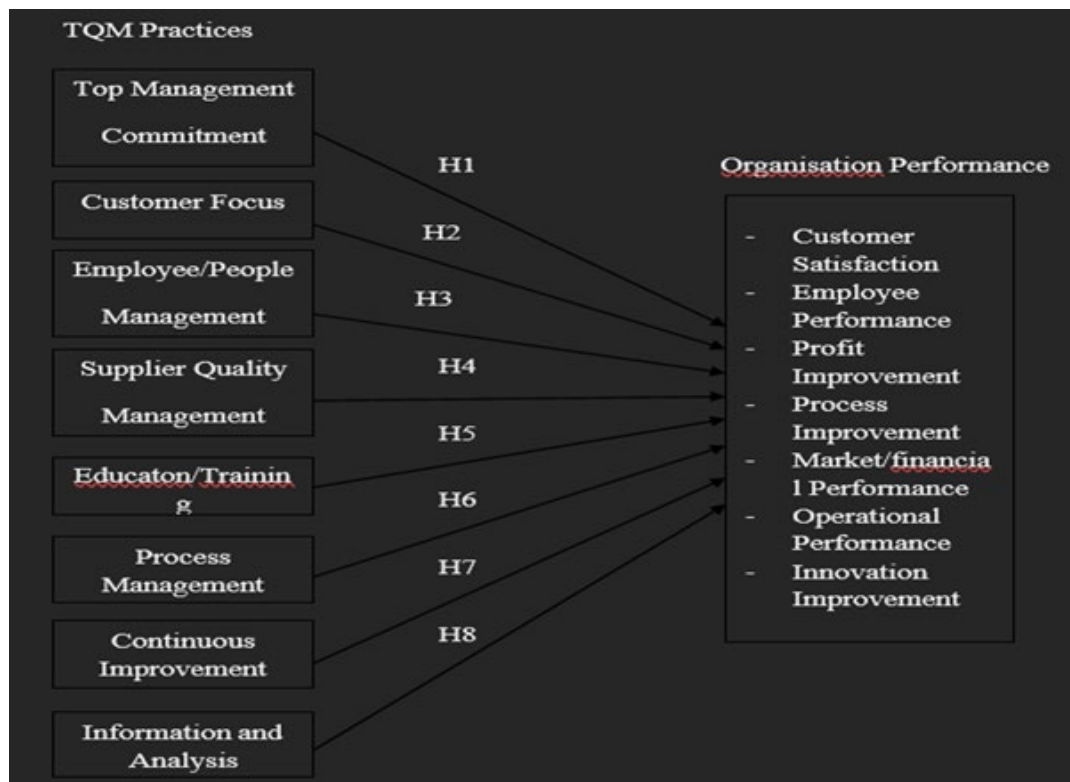 TQM Practices
Top Management
Commitment
Customer Focus
Employee/People
Management
Supplier Quality
Management
Educaton/Trainin
g
Process
Management
Continuous
Improvement
Information and
Analysis
H1
H2
H3
H4
H5
H6
H7
H8
Organisation Performance
- Customer
Satisfaction
- Employee
Performance
- Profit
Improvement
- Process
Improvement
- Market/financia
l Performance
- Operational
Performance
- Innovation
Improvement